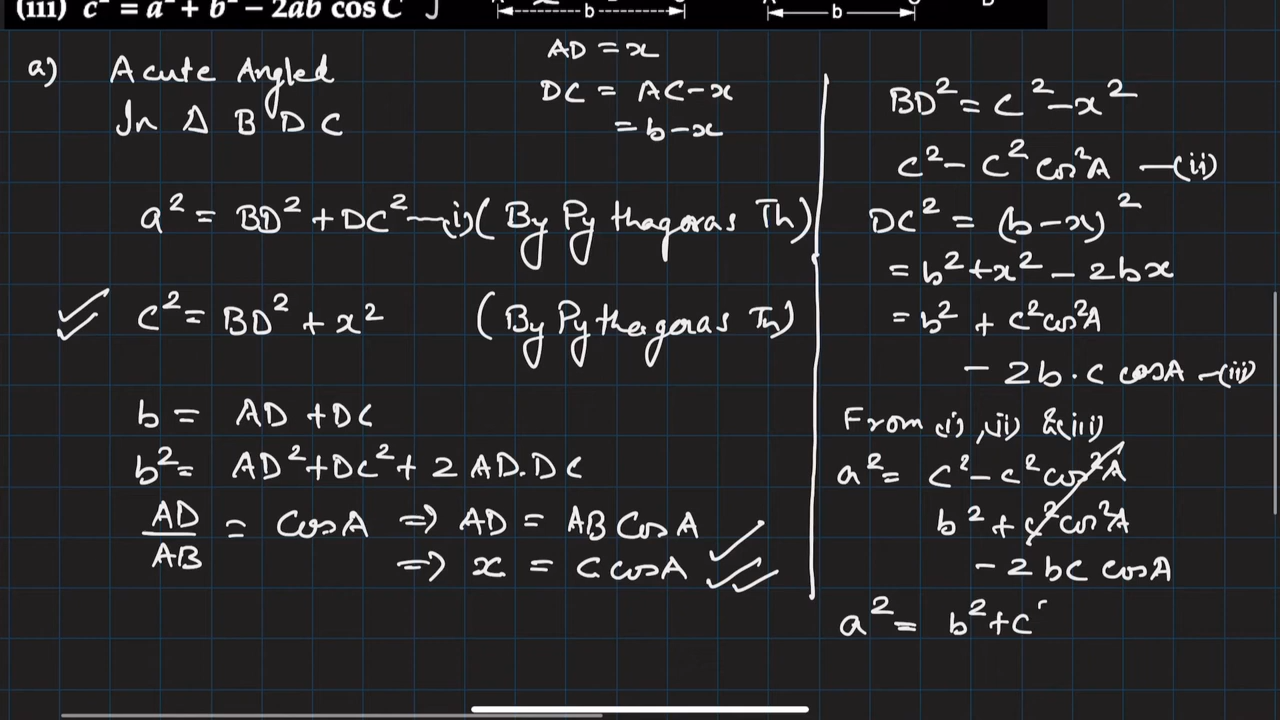 (iii) c² = a² + b² − 2ab cos C
b
b
a) Acute Angled
In Δ BDC
AD = x
DC = AC-x
= b-x
a² = BD² + DC² —(i) (By Pythagoras Th)
c² = BD² + x² (By Pythagoras Th)
b = AD + DC
b² = AD² + DC² + 2 AD.DC
AD/AB = Cos A ⇒ AD = AB Cos A
⇒ x = c cos A
BD² = c² - x²
c² - c² cos²A —(ii)
DC² = (b-x)²
= b² + x² - 2bx
= b² + c² cos²A
- 2b.c cos A —(iii)
From (i), (ii) & (iii)
a² = c² - c² cos²A
b² + c² cos²A
- 2bc cos A
a² = b² + c